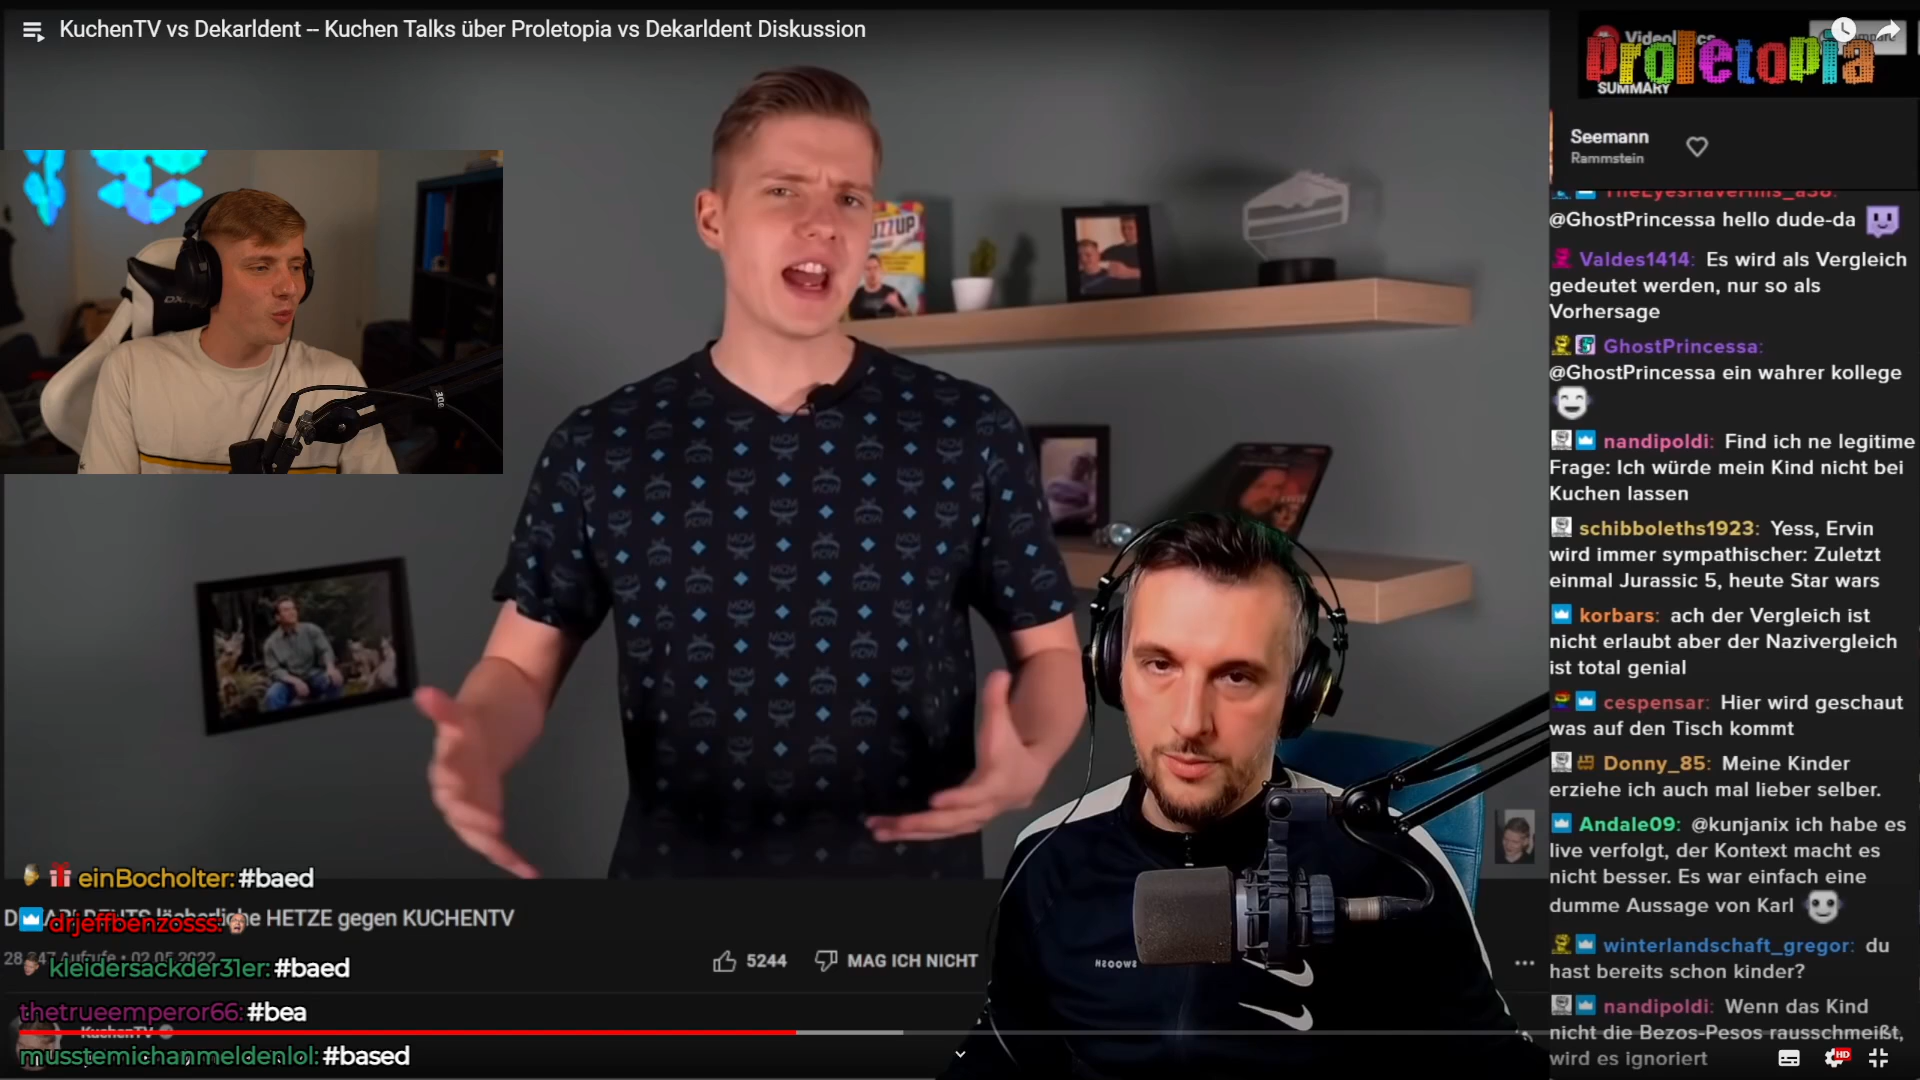 KuchenTV vs Dekarldent -- Kuchen Talks über Proletopia vs Dekarldent Diskussion
Proletopia
SUMMARY
Seemann
Rammstein
@GhostPrincessa hello dude-da
Valdes1414: Es wird als Vergleich
gedeutet werden, nur so als
Vorhersage
GhostPrincessa:
@GhostPrincessa ein wahrer kollege
nandipoldi: Find ich ne legitime
Frage: Ich würde mein Kind nicht bei
Kuchen lassen
schibboleths1923: Yess, Ervin
wird immer sympathischer: Zuletzt
einmal Jurassic 5, heute Star wars
korbars: ach der Vergleich ist
nicht erlaubt aber der Nazivergleich
ist total genial
cespensar: Hier wird geschaut
was auf den Tisch kommt
Donny_85: Meine Kinder
erziehe ich auch mal lieber selber.
Andale09: @kunjanix ich habe es
live verfolgt, der Kontext macht es
nicht besser. Es war einfach eine
dumme Aussage von Karl
winterlandschaft_gregor: du
hast bereits schon kinder?
nandipoldi: Wenn das Kind
nicht die Bezos-Pesos rausschmeißt,
wird es ignoriert
einBocholter: #baed
HETZE gegen KUCHENTV
drjeffbenzosss:
02.05.2022
5244
MAG ICH NICHT
kleidersackder31er: #baed
thetrueemperor66: #bea
KuchenTV
musstemichanmeldenlol: #based
HD